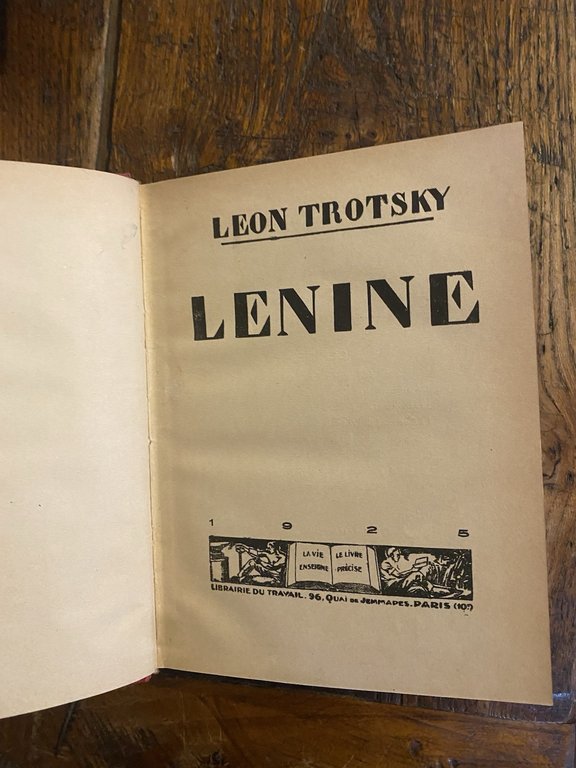 LEON TROTSKY
LENINE
1 9 2 5
LA VIE LE LIVRE
ENSEIGNE PRÉCISE
LIBRAIRIE DU TRAVAIL. 96, QUAI DE JEMMAPES. PARIS (10e)